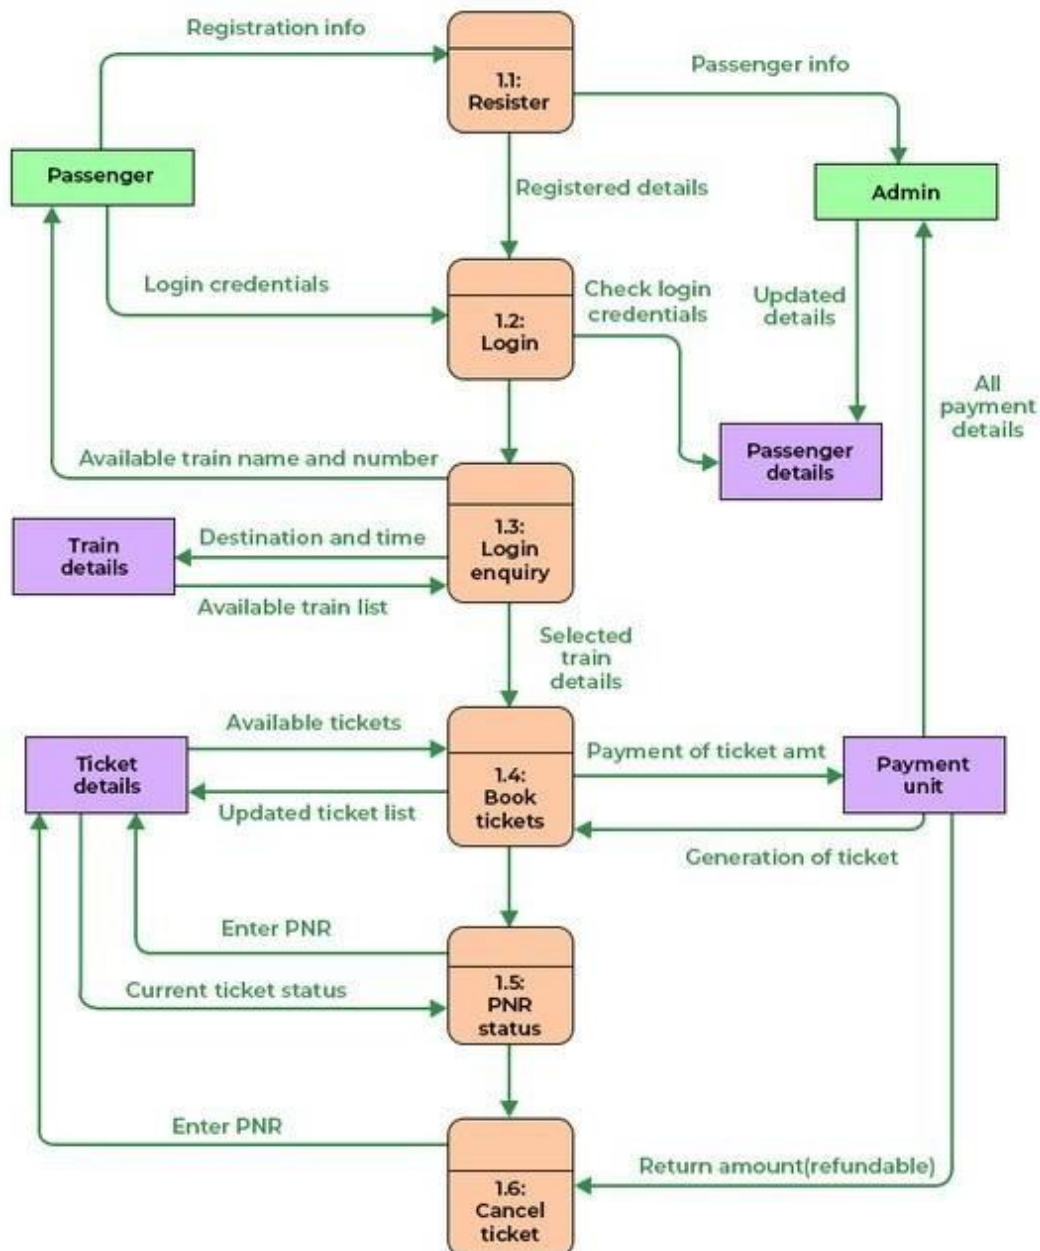 Registration info
1.1:
Resister
Passenger info
Passenger
Admin
Registered details
Login credentials
1.2:
Login
Check login
credentials
Updated
details
All
payment
details
Available train name and number
Passenger
details
Train
details
Destination and time
1.3:
Login
enquiry
Available train list
Selected
train
details
Available tickets
Ticket
details
Updated ticket list
1.4:
Book
tickets
Payment of ticket amt
Payment
unit
Generation of ticket
Enter PNR
Current ticket status
1.5:
PNR
status
Enter PNR
Return amount(refundable)
1.6:
Cancel
ticket